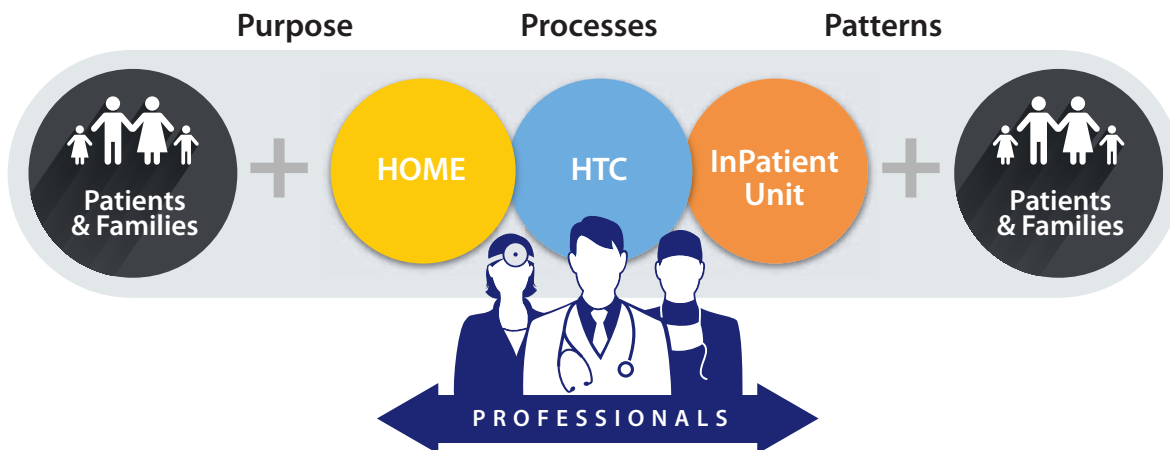 Purpose Processes Patterns
Patients
& Families
HOME
HTC
InPatient
Unit
Patients
& Families
PROFESSIONALS